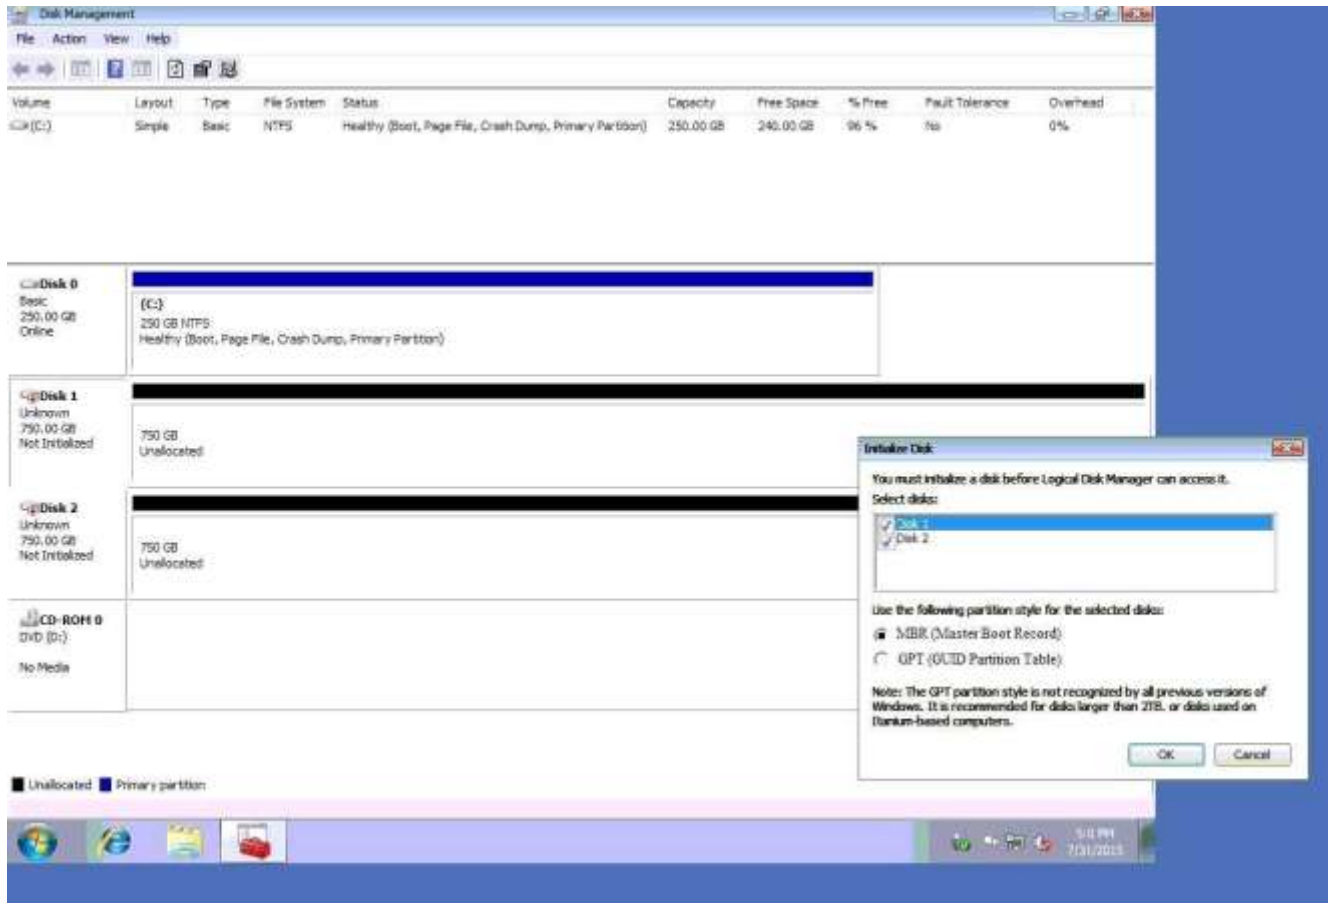 Disk Management
File Action View Help
Volume Layout Type File System Status Capacity Free Space % Free Fault Tolerance Overhead
(C:) Simple Basic NTFS Healthy (Boot, Page File, Crash Dump, Primary Partition) 250.00 GB 240.00 GB 96 % No 0%
Disk 0
Basic
250.00 GB
Online
(C:)
250 GB NTFS
Healthy (Boot, Page File, Crash Dump, Primary Partition)
Disk 1
Unknown
750.00 GB
Not Initialized
750 GB
Unallocated
Disk 2
Unknown
750.00 GB
Not Initialized
750 GB
Unallocated
CD-ROM 0
DVD (D:)
No Media
Unallocated Primary partition
Initialize Disk
You must initialize a disk before Logical Disk Manager can access it.
Select disks:
Disk 1
Disk 2
Use the following partition style for the selected disks:
MBR (Master Boot Record)
GPT (GUID Partition Table)
Note: The GPT partition style is not recognized by all previous versions of
Windows. It is recommended for disks larger than 2TB, or disks used on
Itanium-based computers.
OK Cancel
PM
7/31/2015